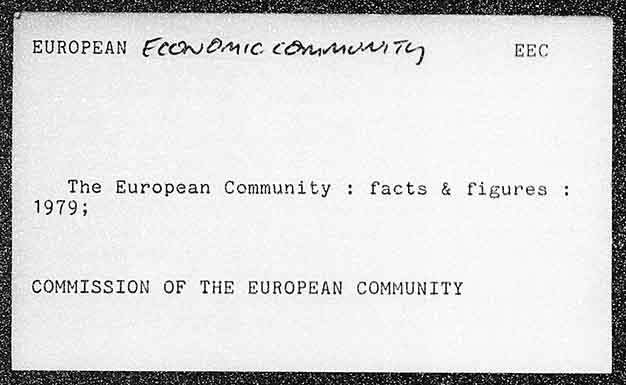 EUROPEAN ECONOMIC COMMUNITY EEC
The European Community : facts & figures :
1979;
COMMISSION OF THE EUROPEAN COMMUNITY